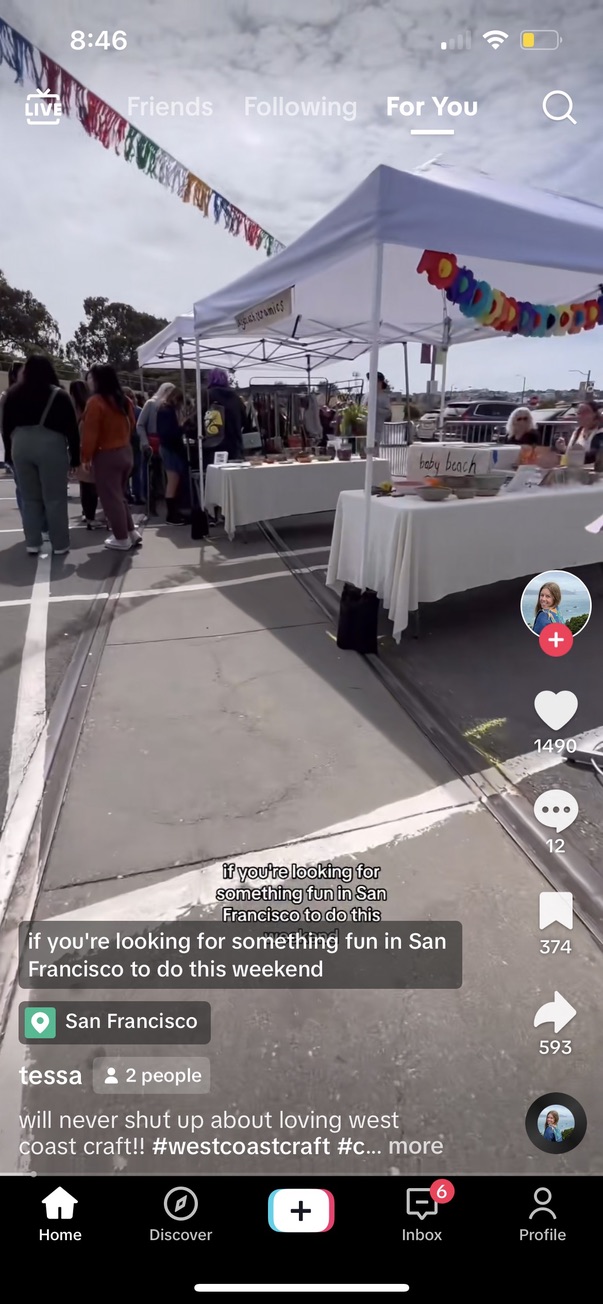 8:46
LIVE
Friends
Following
For You
baby beach
1490
12
374
593
if you're looking for
something fun in San
Francisco to do this
weekend
if you're looking for something fun in San
Francisco to do this weekend
San Francisco
tessa
2 people
will never shut up about loving west
coast craft!! #westcoastcraft #c... more
Home
Discover
Inbox
6
Profile